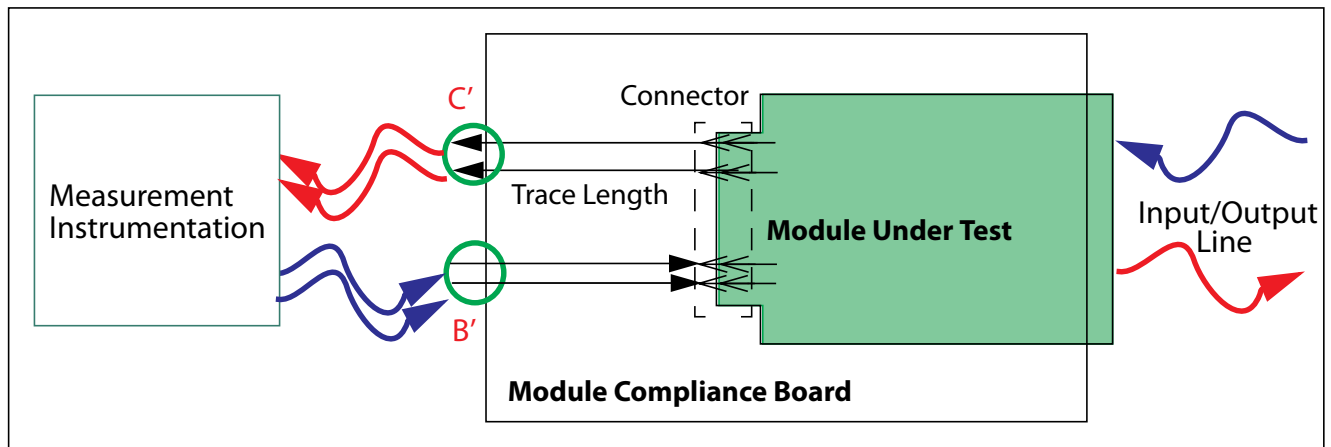 C’
Connector
Measurement
Instrumentation
Trace Length
Module Under Test
Input/Output
Line
B’
Module Compliance Board